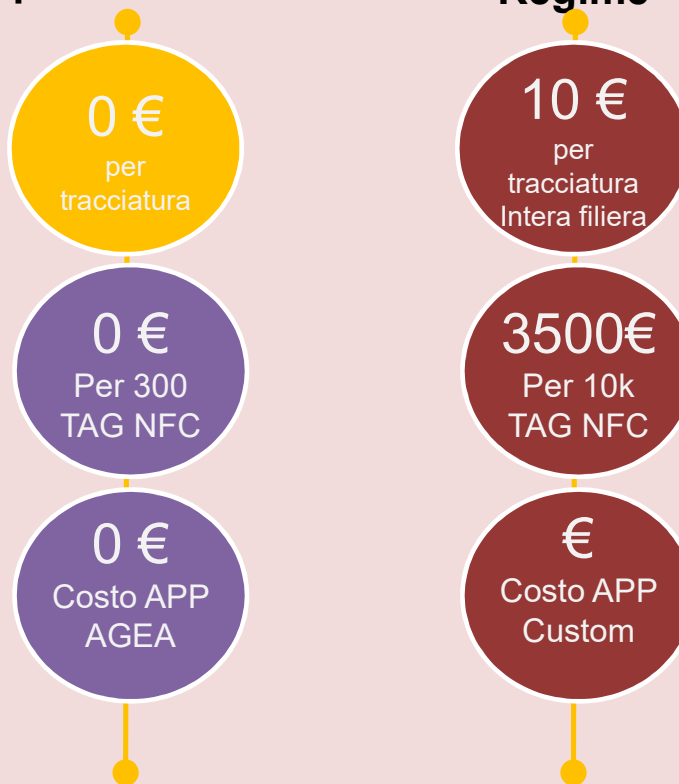 Regime
0 €
per
tracciatura
0 €
Per 300
TAG NFC
0 €
Costo APP
AGEA
10 €
per
tracciatura
Intera filiera
3500€
Per 10k
TAG NFC
€
Costo APP
Custom